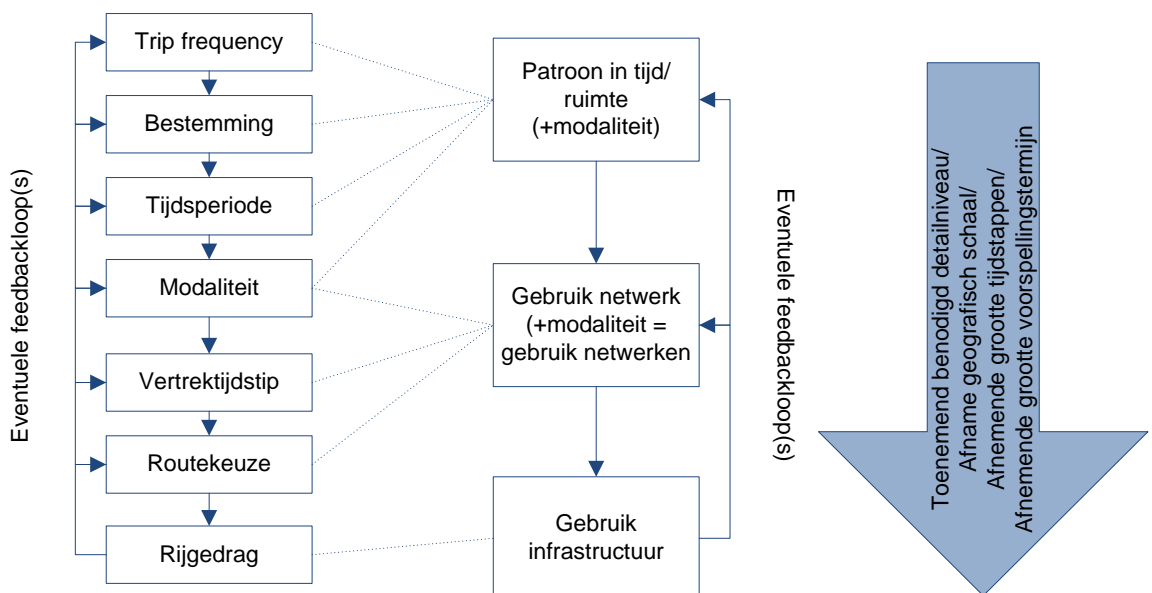 Trip frequency
Bestemming
Tijdsperiode
Modaliteit
Vertrektijdstip
Routekeuze
Rijgedrag
Eventuele feedbackloop(s)
Patroon in tijd/
ruimte
(+modaliteit)
Gebruik netwerk
(+modaliteit =
gebruik netwerken
Gebruik
infrastructuur
Eventuele feedbackloop(s)
Toenemend benodigd detailniveau/
Afname geografisch schaal/
Afnemende grootte tijdstappen/
Afnemende grootte voorspellingstermijn